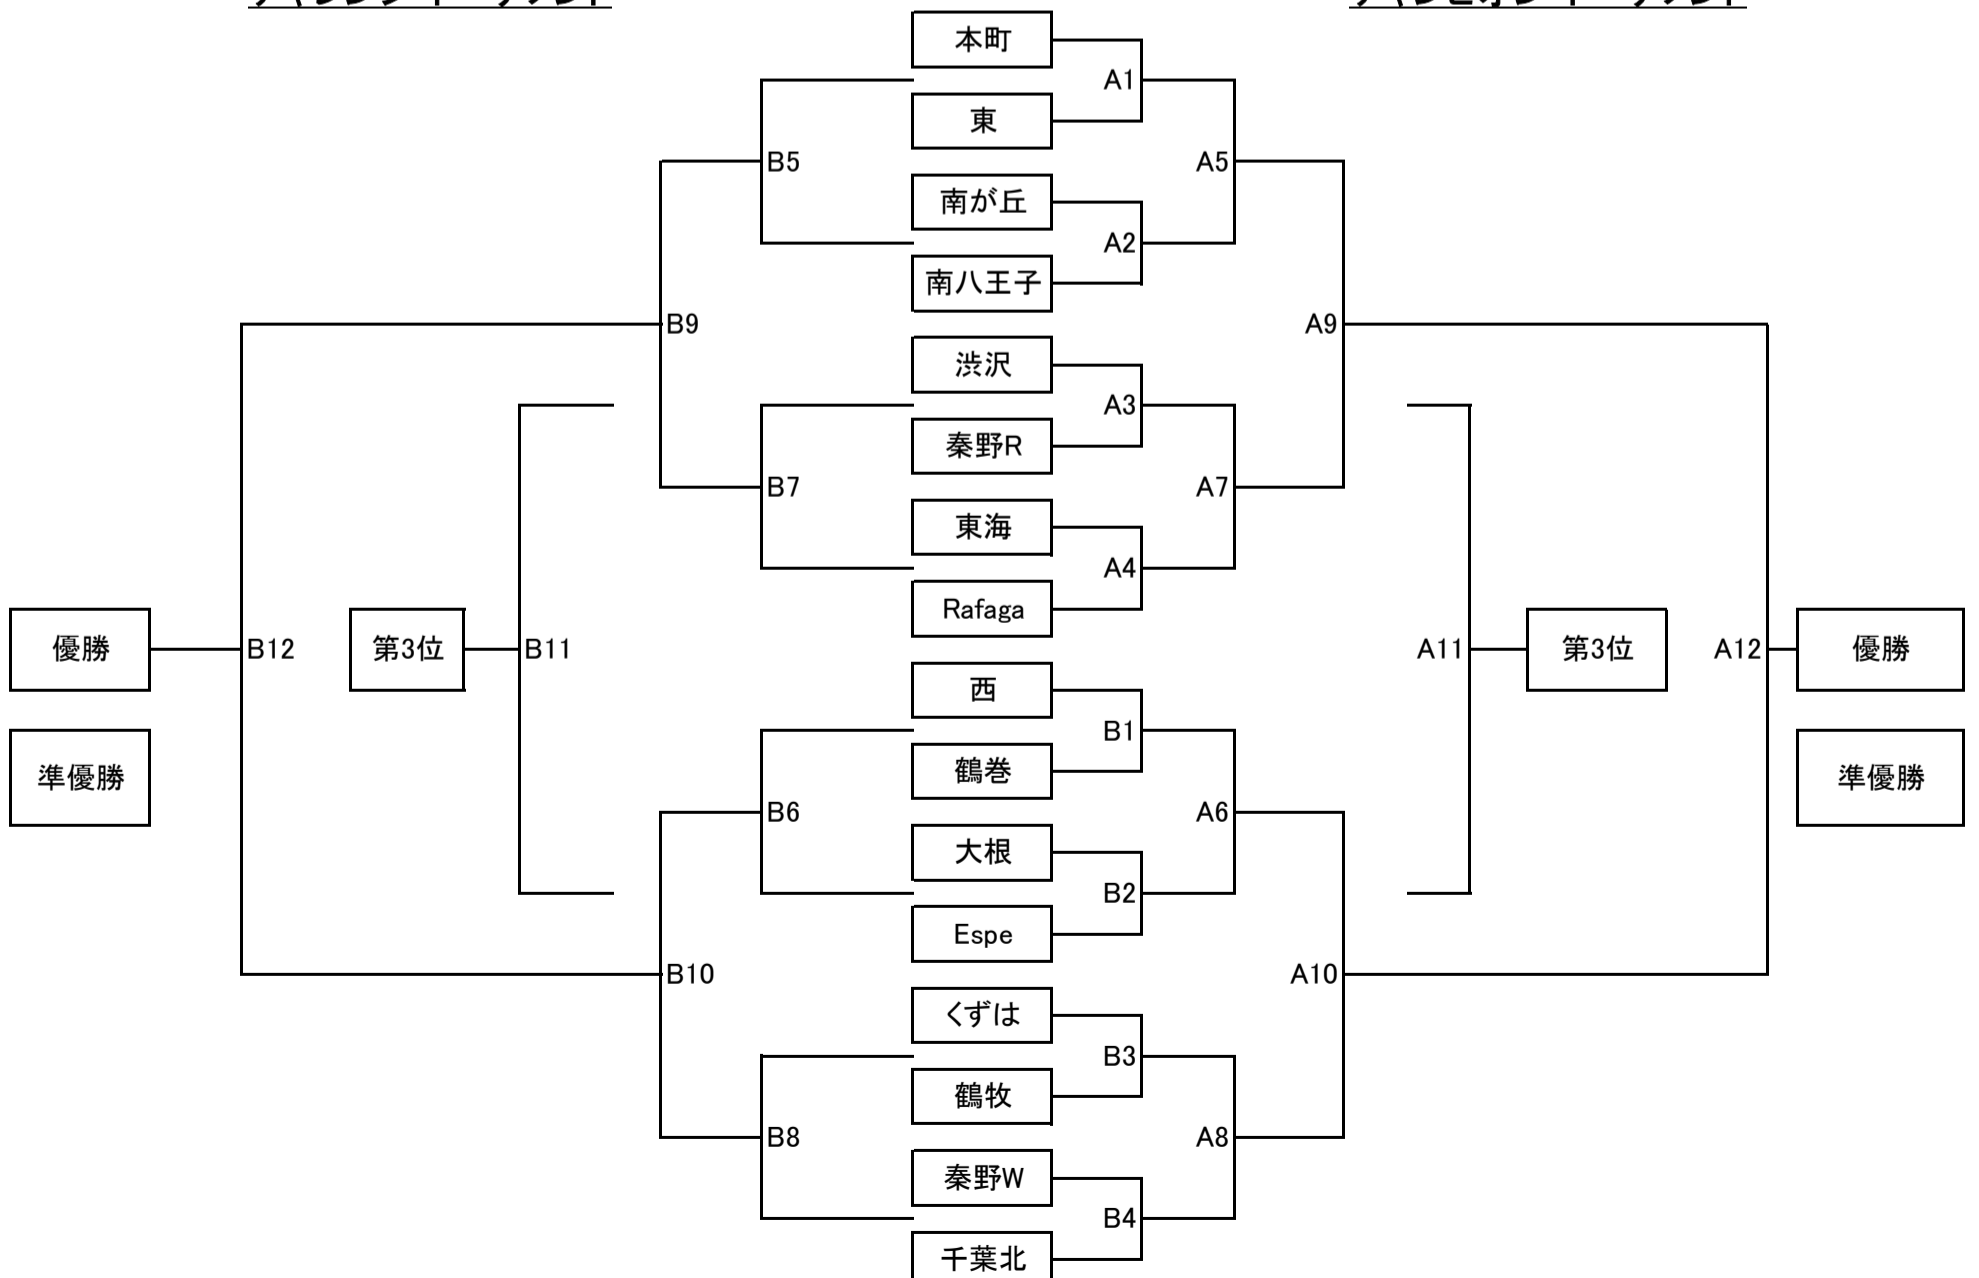 本町
A1
東
B5
A5
南が丘
A2
南八王子
B9
A9
渋沢
A3
秦野R
B7
A7
東海
A4
Rafaga
優勝
B12
第3位
B11
A11
第3位
A12
優勝
西
B1
鶴巻
準優勝
準優勝
B6
A6
大根
B2
Espe
B10
A10
くずは
B3
鶴牧
B8
A8
秦野W
B4
千葉北